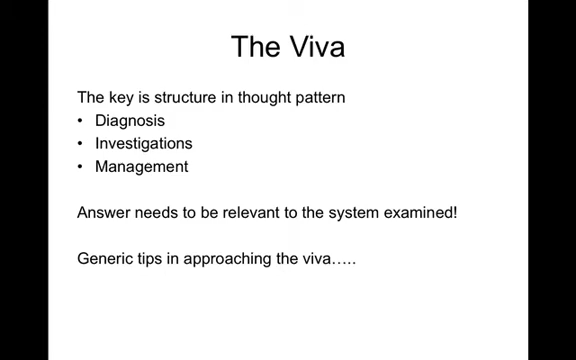 The Viva
The key is structure in thought pattern
• Diagnosis
• Investigations
• Management
Answer needs to be relevant to the system examined!
Generic tips in approaching the viva…..